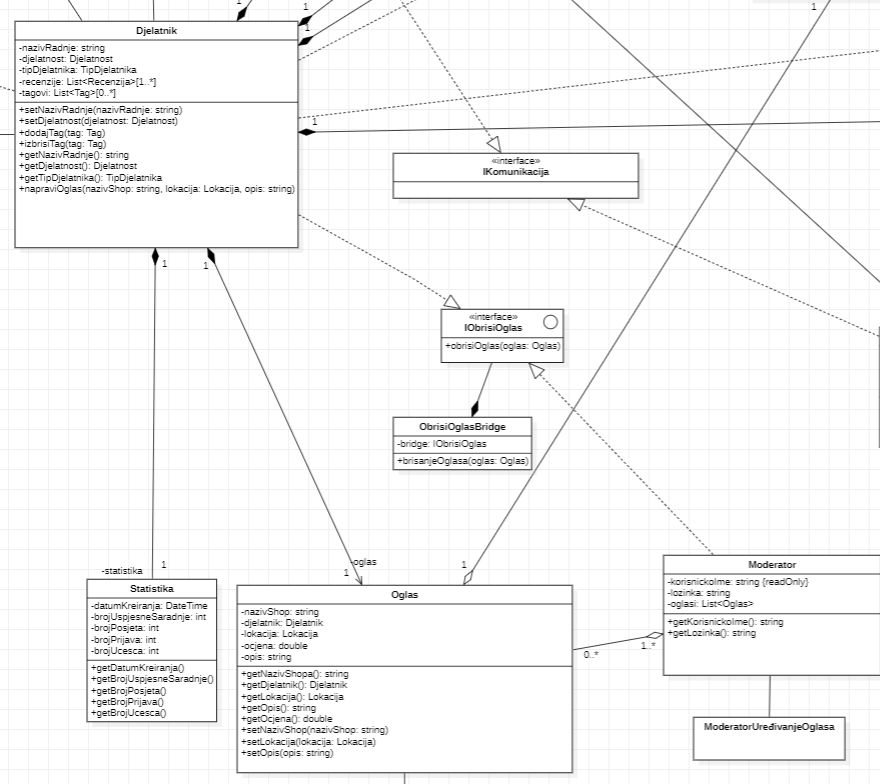 1
1
1
1
Djelatnik
-nazivRadnje: string
-djelatnost: Djelatnost
-tipDjelatnika: TipDjelatnika
-recenzije: List<Recenzija>[1..*]
-tagovi: List<Tag>[0..*]
+setNazivRadnje(nazivRadnje: string)
+setDjelatnost(djelatnost: Djelatnost)
+dodajTag(tag: Tag)
+izbrisiTag(tag: Tag)
+getNazivRadnje(): string
+getDjelatnost(): Djelatnost
+getTipDjelatnika(): TipDjelatnika
+napraviOglas(nazivShop: string, lokacija: Lokacija, opis: string)
1
«interface»
IKomunikacija
1
1
«interface»
IObrisiOglas
+obrisiOglas(oglas: Oglas)
ObrisiOglasBridge
-bridge: IObrisiOglas
+brisanjeOglasa(oglas: Oglas)
-statistika
1
-oglas
1
1
Statistika
-datumKreiranja: DateTime
-brojUspjesneSaradnje: int
-brojPosjeta: int
-brojPrijava: int
-brojUcesca: int
+getDatumKreiranja()
+getBrojUspjesneSaradnje()
+getBrojPosjeta()
+getBrojPrijava()
+getBrojUcesca()
Oglas
-nazivShop: string
-djelatnik: Djelatnik
-lokacija: Lokacija
-ocjena: double
-opis: string
+getNazivShopa(): string
+getDjelatnik(): Djelatnik
+getLokacija(): Lokacija
+getOpis(): string
+getOcjena(): double
+setNazivShop(nazivShop: string)
+setLokacija(lokacija: Lokacija)
+setOpis(opis: string)
0..*
1..*
Moderator
-korisnickoIme: string {readOnly}
-lozinka: string
-oglasi: List<Oglas>
+getKorisnickoIme(): string
+getLozinka(): string
ModeratorUređivanjeOglasa